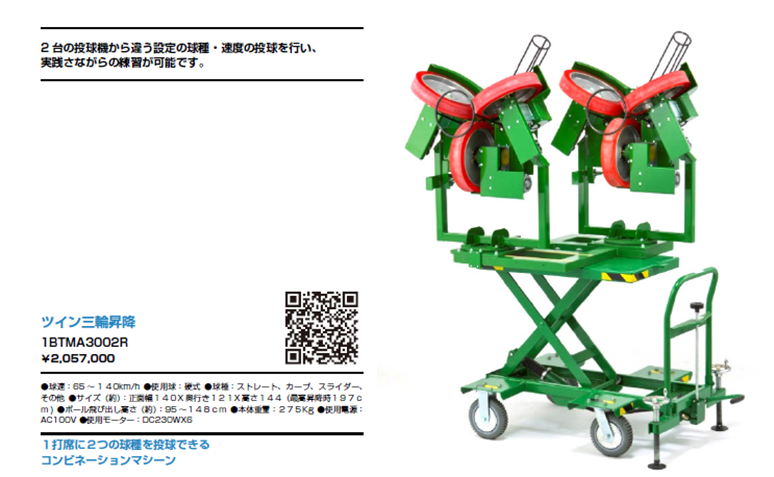 2台の投球機から違う設定の球種・速度の投球を行い、
実践さながらの練習が可能です。
ツイン三輪昇降
1BTMA3002R
¥2,057,000
●球速：65～140km/h ●使用球：硬式 ●球種：ストレート、カーブ、スライダー、
その他 ●サイズ（約）：正面幅140X奥行き121X高さ144（最高昇降時197c
m）●ボール飛び出し高さ（約）：95～148cm ●本体重量：275Kg ●使用電源：
AC100V ●使用モーター：DC230WX6
1打席に2つの球種を投球できる
コンビネーションマシーン